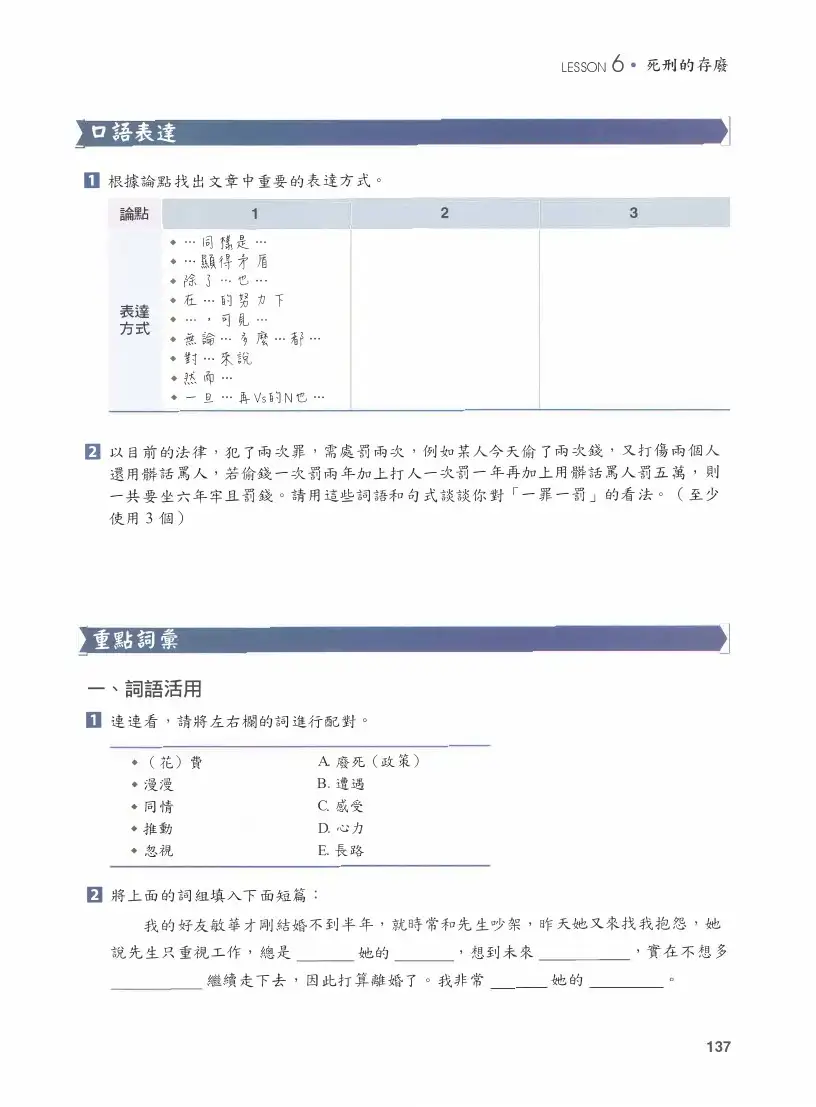 LESSON 6 • 死刑的存廢
口語表達
1 根據論點找出文章中重要的表達方式。
論點 1 2 3
表達方式
◆ … 同樣是 …
◆ … 顯得矛盾
◆ 除了 … 也 …
◆ 在 … 的努力下
◆ … ,可見 …
◆ 無論 … 多麼 … 都 …
◆ 對 … 來說
◆ 然而 …
◆ 一旦 … 再Vs的N也 …
2 以目前的法律,犯了兩次罪,需處罰兩次,例如某人今天偷了兩次錢,又打傷兩個人
還用髒話罵人,若偷錢一次罰兩年加上打人一次罰一年再加上用髒話罵人罰五萬,則
一共要坐六年牢且罰錢。請用這些詞語和句式談談你對「一罪一罰」的看法。(至少
使用 3 個)
重點詞彙
一、詞語活用
1 連連看,請將左右欄的詞進行配對。
◆(花)費 A. 廢死(政策)
◆ 漫漫 B. 遭遇
◆ 同情 C. 感受
◆ 推動 D. 心力
◆ 忽視 E. 長路
2 將上面的詞組填入下面短篇:
我的好友敏華才剛結婚不到半年,就時常和先生吵架,昨天她又來找我抱怨,她
說先生只重視工作,總是 ______ 她的 ______ ,想到未來 __________ ,實在不想多
__________ 繼續走下去,因此打算離婚了。我非常 ______ 她的 ________ 。
137